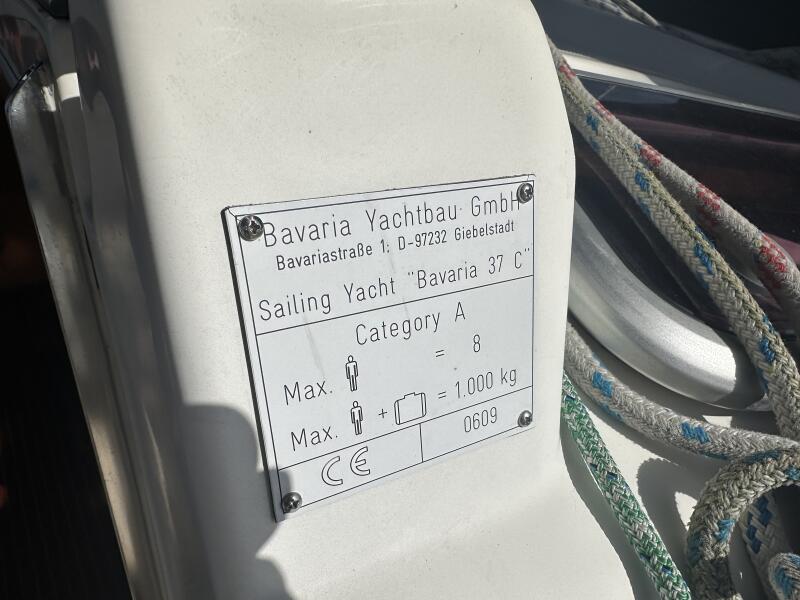 Bavaria Yachtbau GmbH
Bavariastraße 1; D-97232 Giebelstadt
Sailing Yacht "Bavaria 37 C"
Category A
Max. = 8
Max. + = 1.000 kg
CE 0609